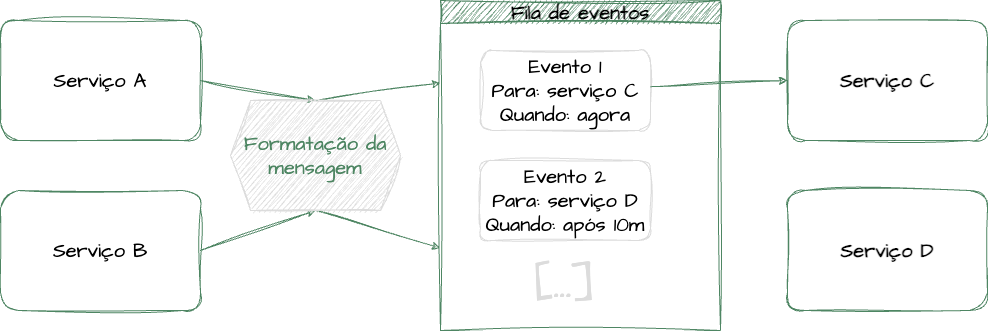 Fila de eventos
Serviço A
Evento 1
Para: serviço C
Quando: agora
Serviço C
Formatação da
mensagem
Evento 2
Para: serviço D
Quando: após 10m
Serviço B
Serviço D
[...]